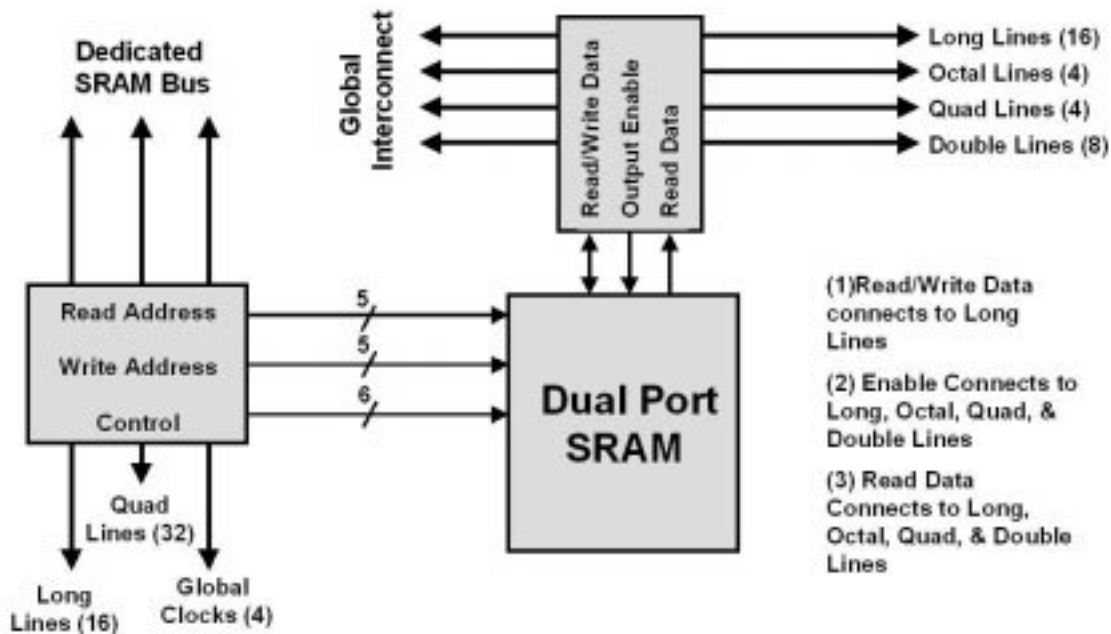 Dedicated
SRAM Bus
Global
Interconnect
Read/Write Data
Output Enable
Read Data
Long Lines (16)
Octal Lines (4)
Quad Lines (4)
Double Lines (8)
Read Address
Write Address
Control
5
5
6
Dual Port
SRAM
Quad
Lines (32)
Long
Lines (16)
Global
Clocks (4)
(1)Read/Write Data
connects to Long
Lines
(2) Enable Connects to
Long, Octal, Quad, &
Double Lines
(3) Read Data
Connects to Long,
Octal, Quad, & Double
Lines